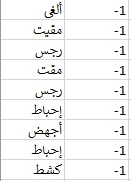 ألغى -1
مقيت -1
رجس -1
مقت -1
رجس -1
إحباط -1
أجهض -1
إحباط -1
كشط -1